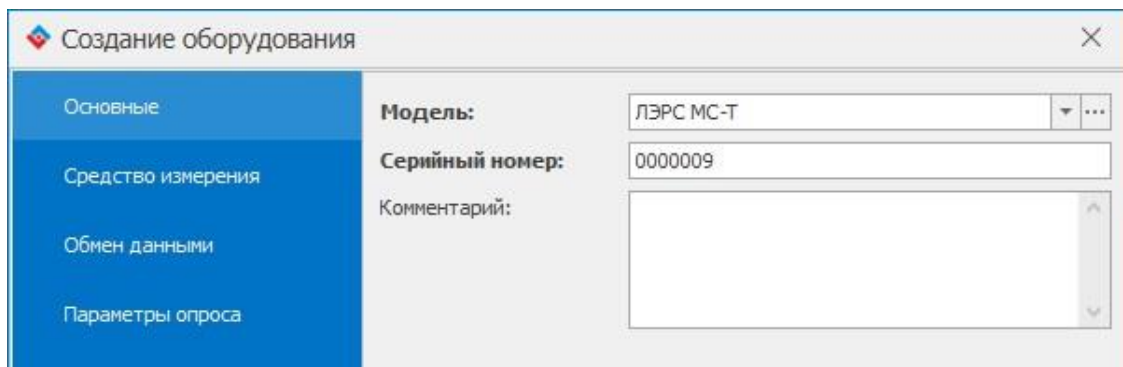 Создание оборудования
Основные
Средство измерения
Обмен данными
Параметры опроса
Модель: ЛЭРС МС-Т
Серийный номер: 0000009
Комментарий: